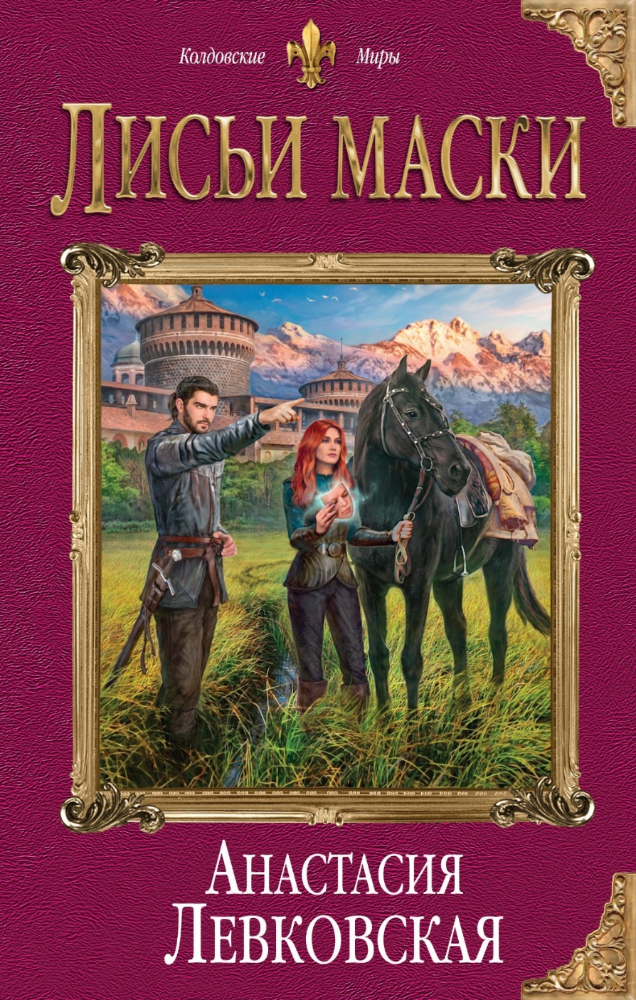 Колдовские Миры
Лисьи маски
Анастасия
Левковская